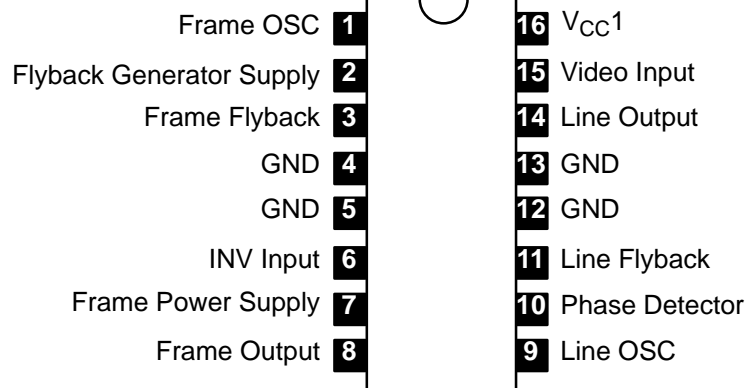 Frame OSC 1 16 VCC1
Flyback Generator Supply 2 15 Video Input
Frame Flyback 3 14 Line Output
GND 4 13 GND
GND 5 12 GND
INV Input 6 11 Line Flyback
Frame Power Supply 7 10 Phase Detector
Frame Output 8 9 Line OSC